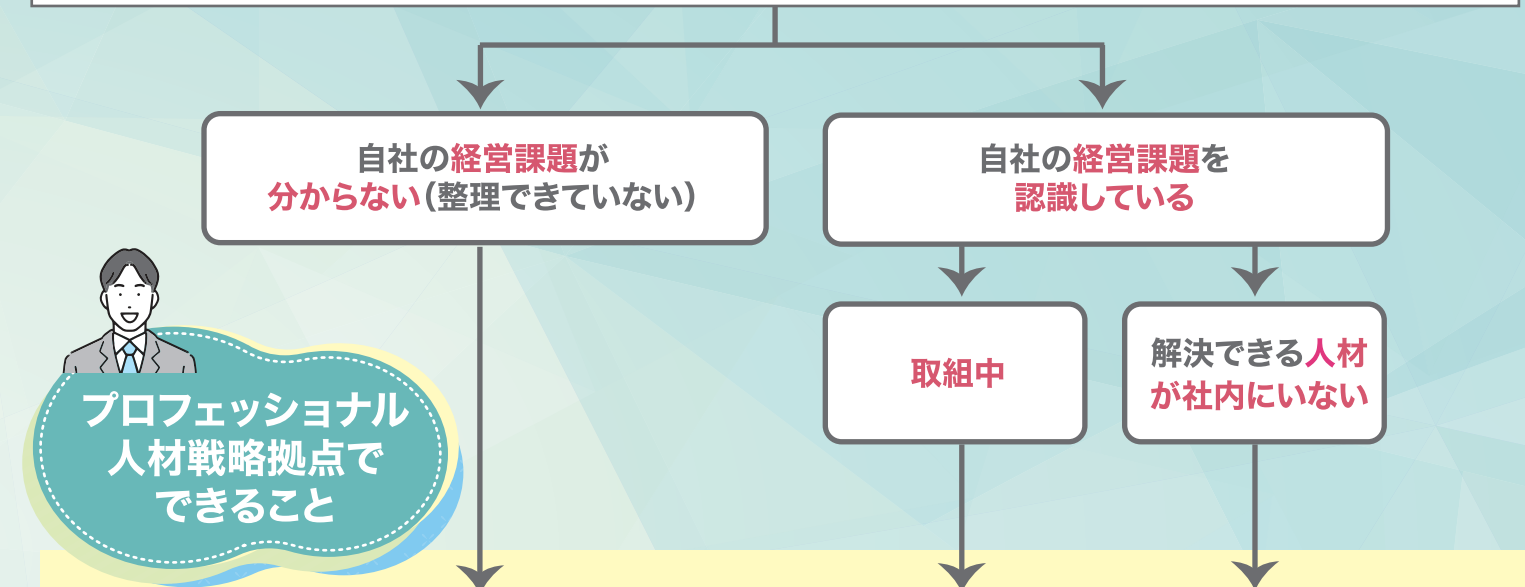 自社の経営課題が
分からない(整理できていない)
自社の経営課題を
認識している
取組中
解決できる人材
が社内にいない
プロフェッショナル
人材戦略拠点で
できること